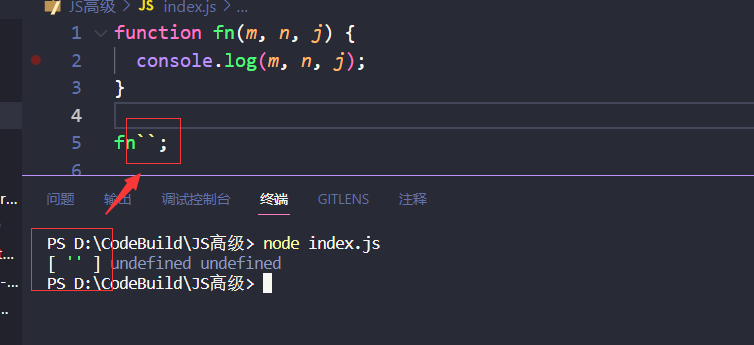 JS高级 > JS index.js > ...
1 function fn(m, n, j) {
2 console.log(m, n, j);
3 }
4
5 fn``;
6
问题 输出 调试控制台 终端 GITLENS 注释
PS D:\CodeBuild\JS高级> node index.js
[ '' ] undefined undefined
PS D:\CodeBuild\JS高级>
r...
t...
-...
...